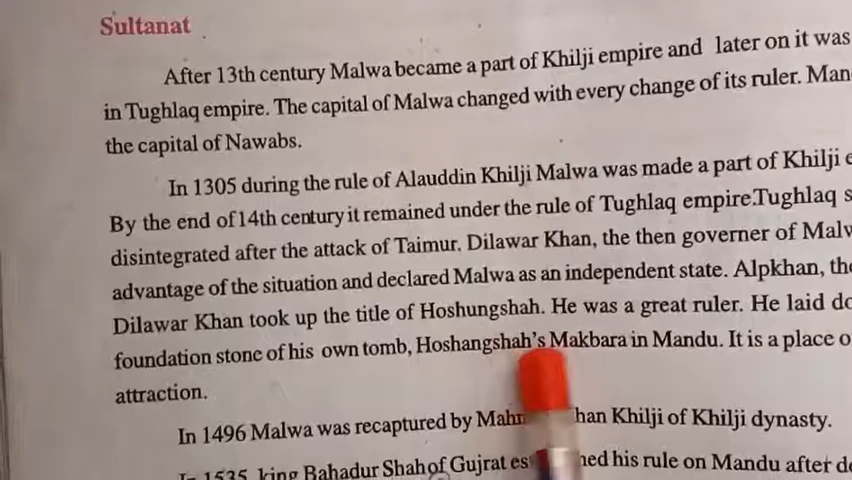 Sultanat
After 13th century Malwa became a part of Khilji empire and later on it was
in Tughlaq empire. The capital of Malwa changed with every change of its ruler.
the capital of Nawabs.
In 1305 during the rule of Alauddin Khilji Malwa was made a part of Khilji
By the end of 14th century it remained under the rule of Tughlaq empire.Tughlaq
disintegrated after the attack of Taimur. Dilawar Khan, the then governer of
advantage of the situation and declared Malwa as an independent state. Alpkhan,
Dilawar Khan took up the title of Hoshungshah. He was a great ruler. He laid
foundation stone of his own tomb, Hoshangshah's Makbara in Mandu. It is a place
attraction.
In 1496 Malwa was recaptured by Khilji of Khilji dynasty.
In 1535, king Bahadur Shah of Gujrat his rule on Mandu after